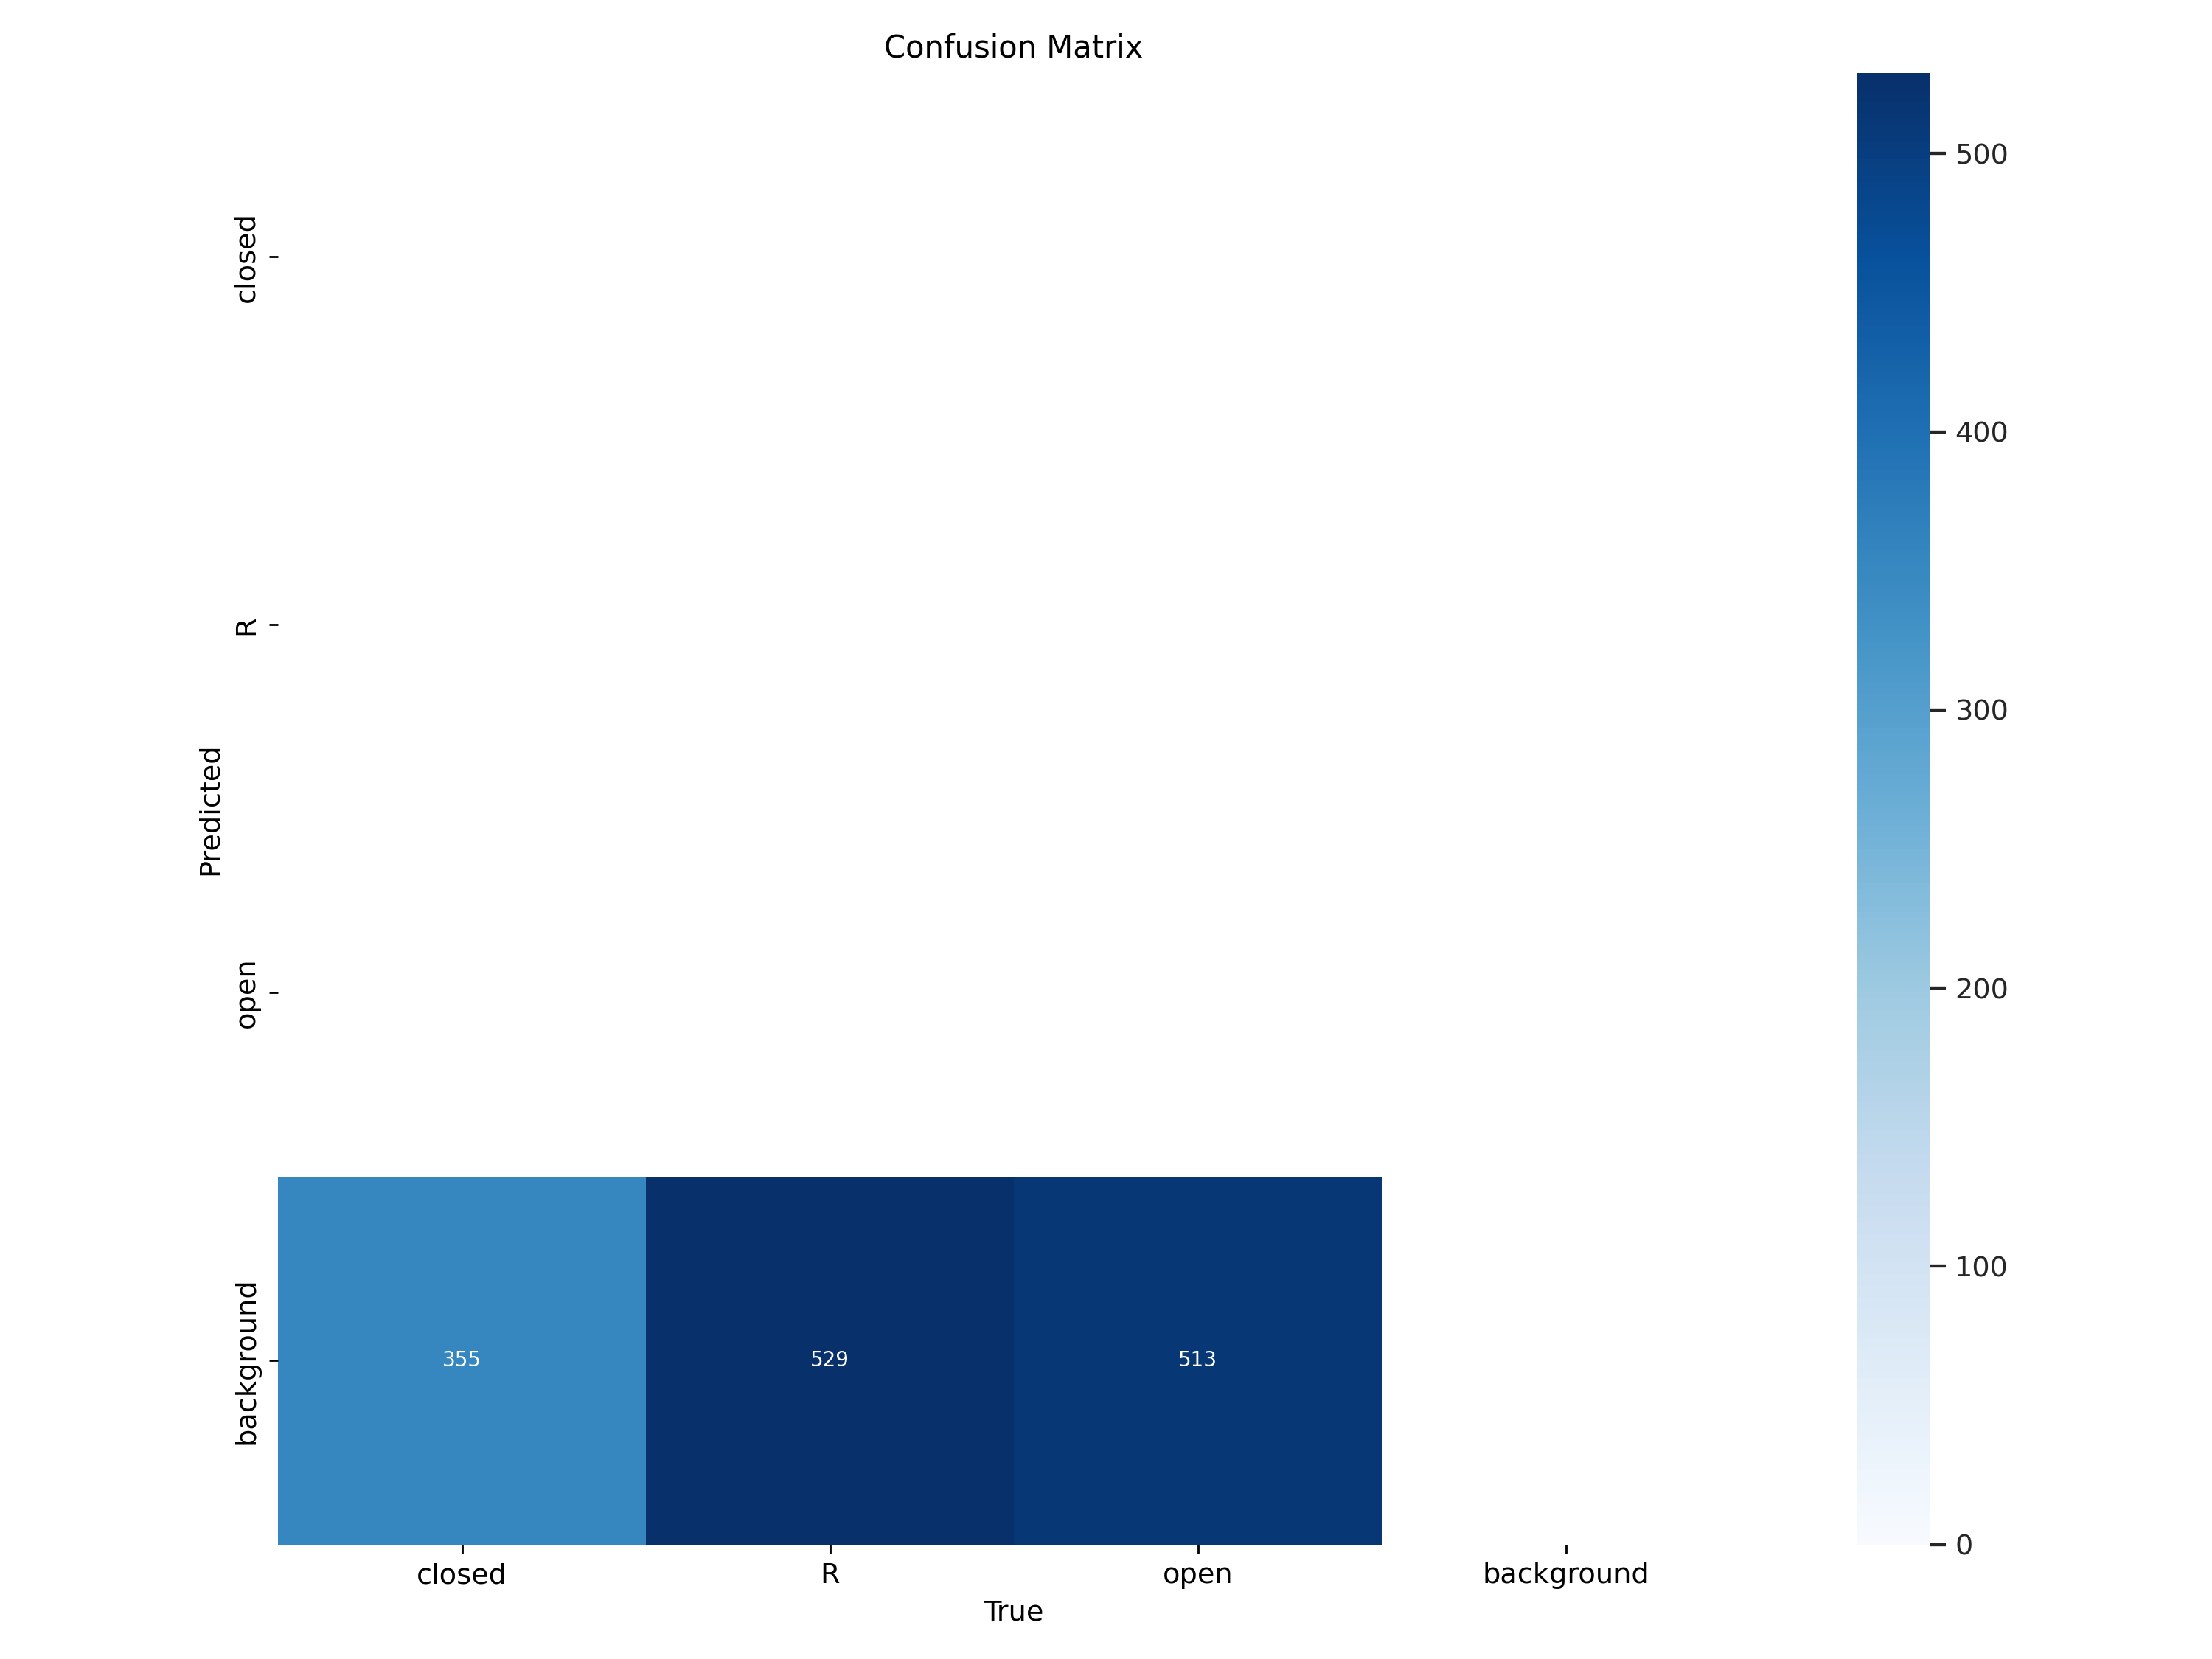 Confusion Matrix
closed
R
open
background
Predicted
355 529 513
closed R open background
True
500
400
300
200
100
0